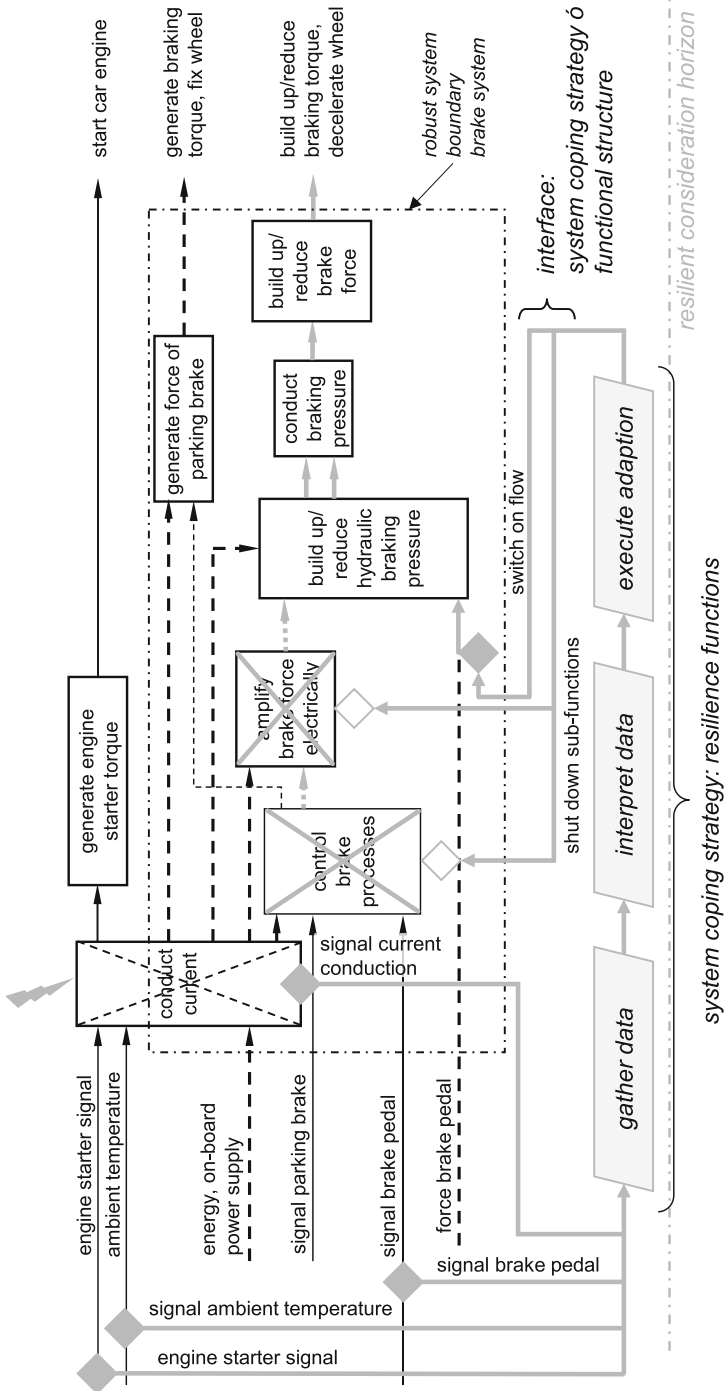 start car engine
generate braking
torque, fix wheel
build up/reduce
braking torque,
decelerate wheel
robust system
boundary
brake system
interface:
system coping strategy ó
functional structure
resilient consideration horizon
build up/
reduce
brake
force
generate force of
parking brake
conduct
braking
pressure
build up/
reduce
hydraulic
braking
pressure
switch on flow
execute adaption
amplify
brake force
electrically
generate engine
starter torque
control
brake
processes
shut down sub-functions
interpret data
system coping strategy: resilience functions
conduct
current
signal current
conduction
gather data
engine starter signal
ambient temperature
energy, on-board
power supply
signal parking brake
signal brake pedal
force brake pedal
signal brake pedal
signal ambient temperature
engine starter signal